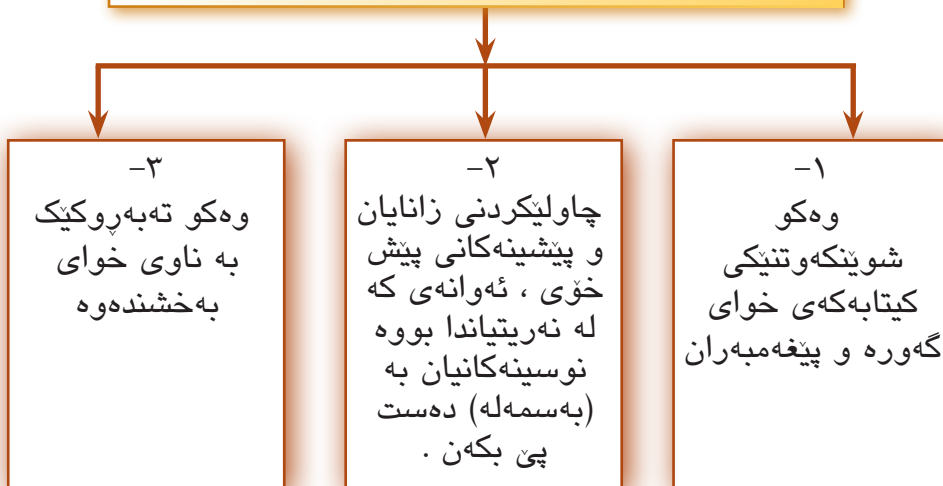 ١–
وەکو
شوێنکەوتنێکی
کیتابەکەی خوای
گەورە و پێغەمبەران
٢–
چاولێکردنی زانایان
و پێشینەکانی پێش
خۆی ، ئەوانەی کە
لە نەریتیاندا بووە
نوسینەکانیان بە
(بەسمەلە) دەست
پێ بکەن .
٣–
وەکو تەبەڕوکێک
بە ناوی خوای
بەخشندەوە